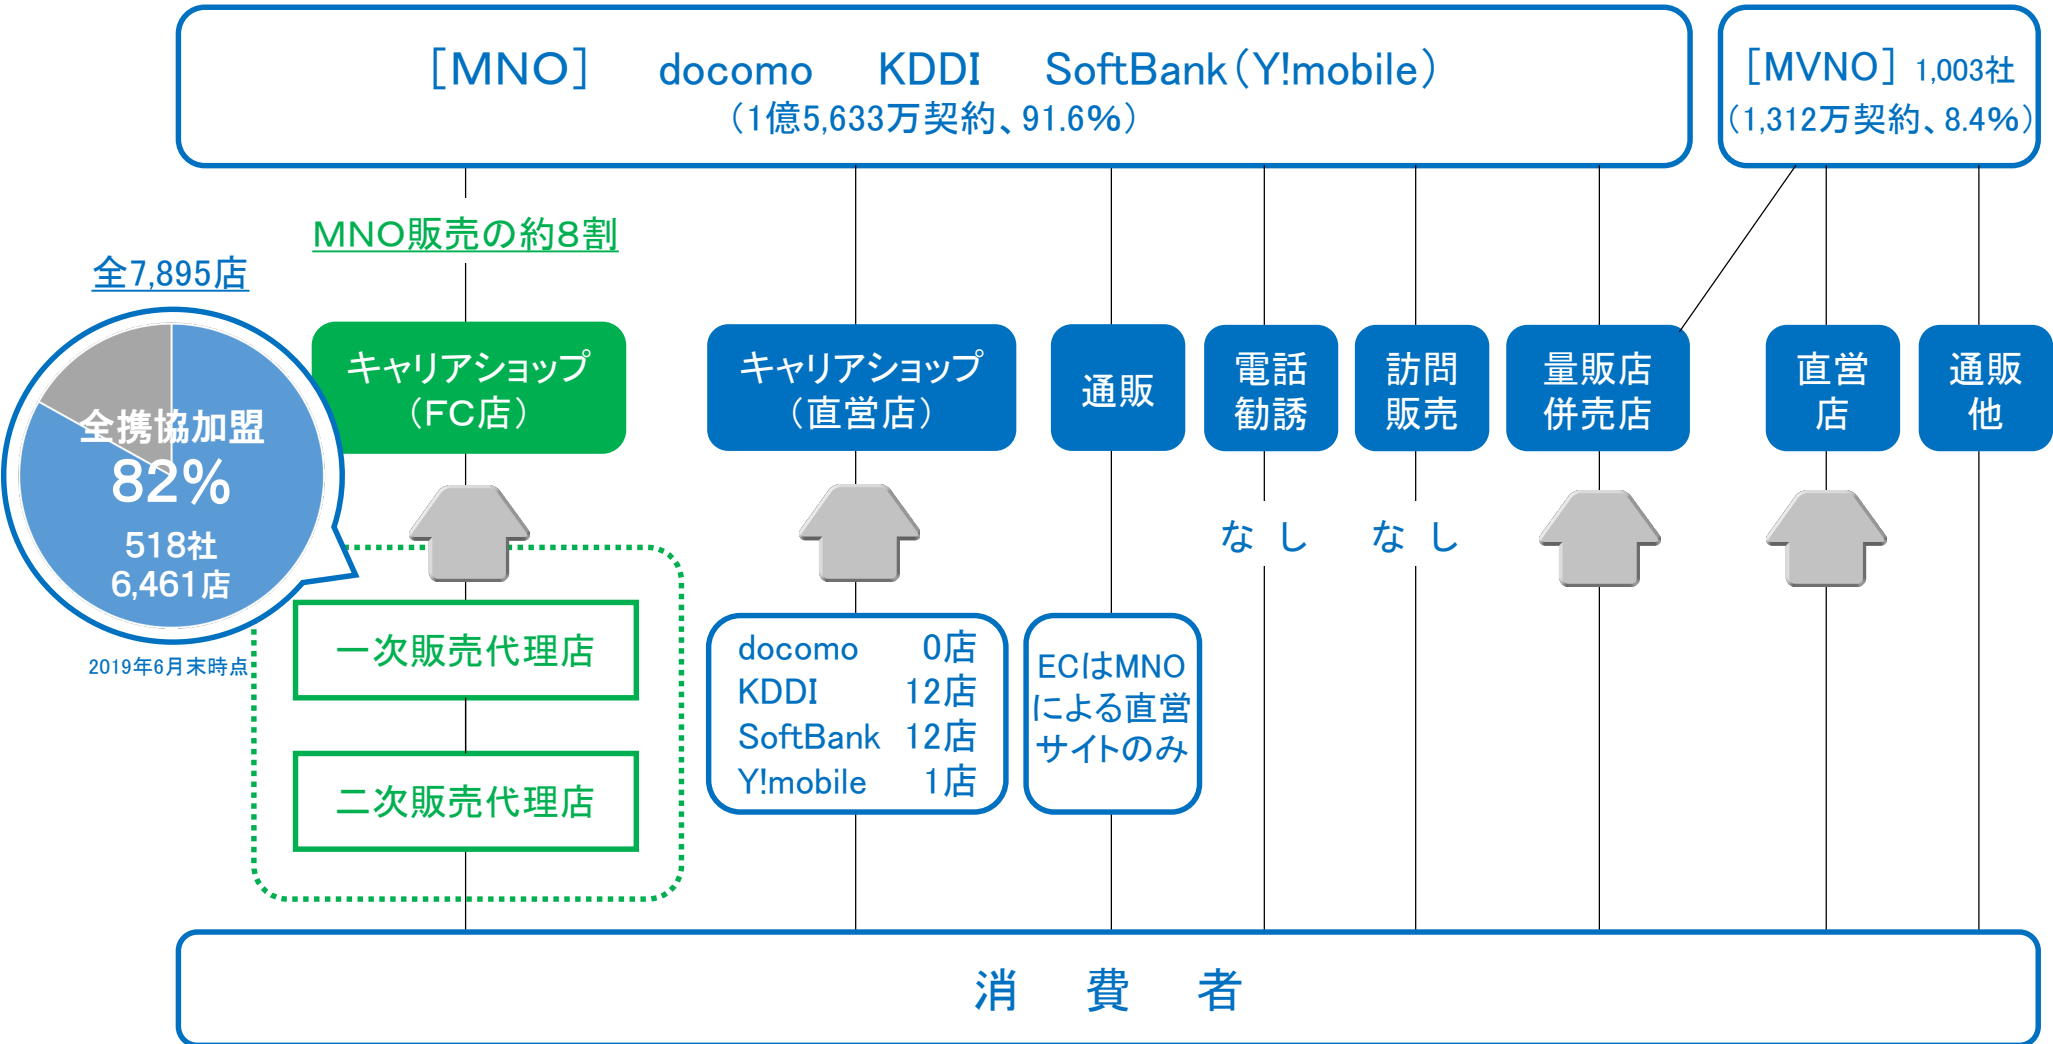 ［MNO］ docomo KDDI SoftBank（Y!mobile）
（1億5,633万契約、91.6%）
［MVNO］ 1,003社
（1,312万契約、8.4%）
MNO販売の約8割
全7,895店
全携協加盟
82%
518社
6,461店
2019年6月末時点
キャリアショップ
（FC店）
キャリアショップ
（直営店）
通販
電話
勧誘
訪問
販売
量販店
併売店
直営
店
通販
他
なし
なし
一次販売代理店
二次販売代理店
docomo 0店
KDDI 12店
SoftBank 12店
Y!mobile 1店
ECはMNO
による直営
サイトのみ
消費者